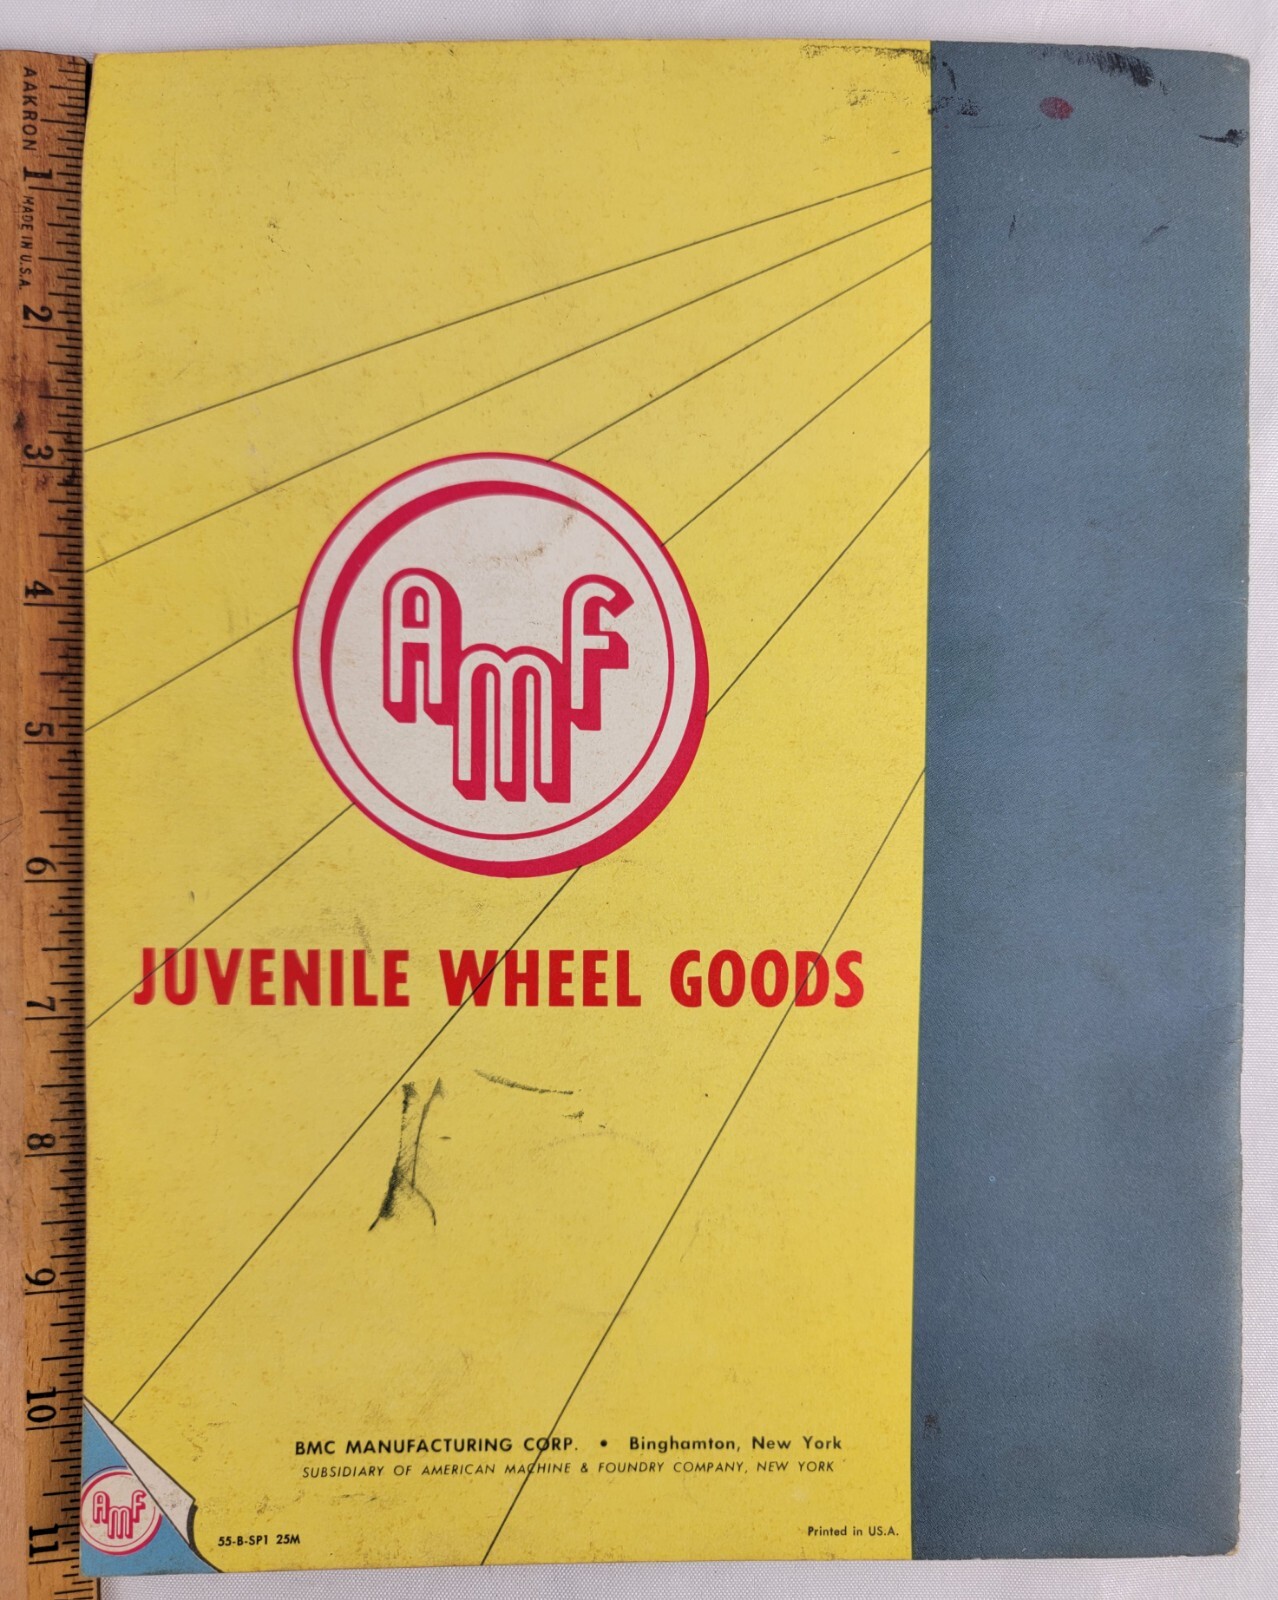 AAKRON
MADE IN U.S.A.
1
2
3
4
5
6
7
8
9
10
11
AMF
JUVENILE WHEEL GOODS
BMC MANUFACTURING CORP. • Binghamton, New York
SUBSIDIARY OF AMERICAN MACHINE & FOUNDRY COMPANY, NEW YORK
AMF
55-B-SP1 25M
Printed in U.S.A.